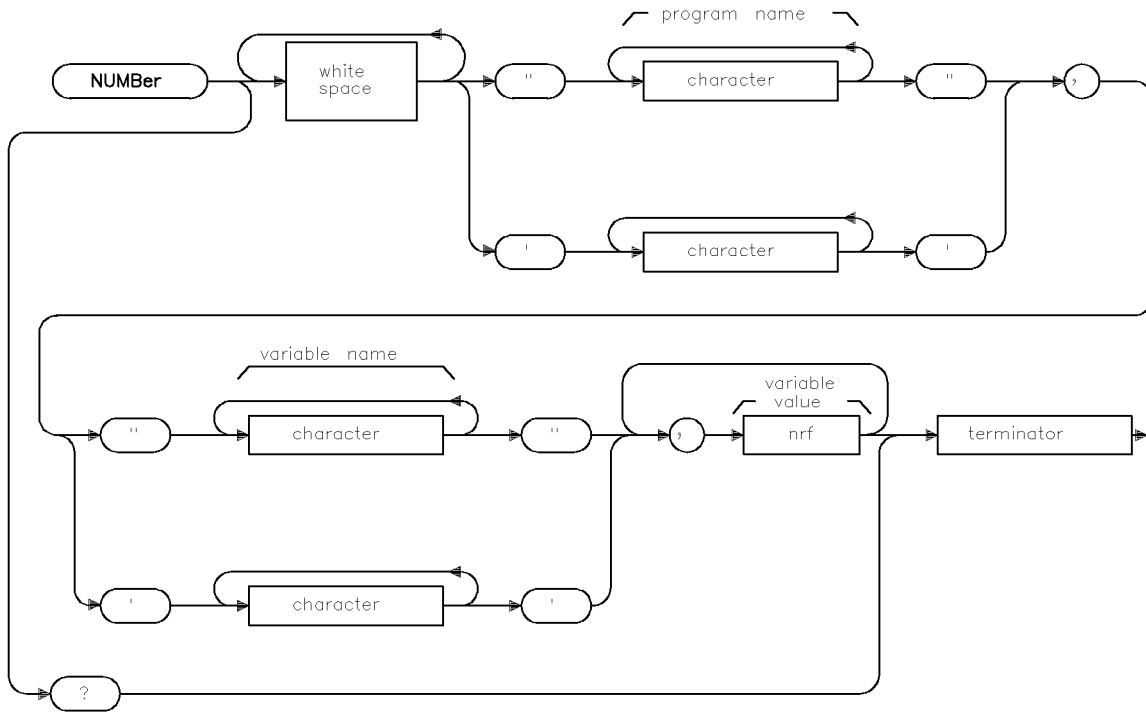 program name
NUMBer
white
space
" character " ,
' character '
variable name
variable
value
" character " , nrf terminator
' character '
?